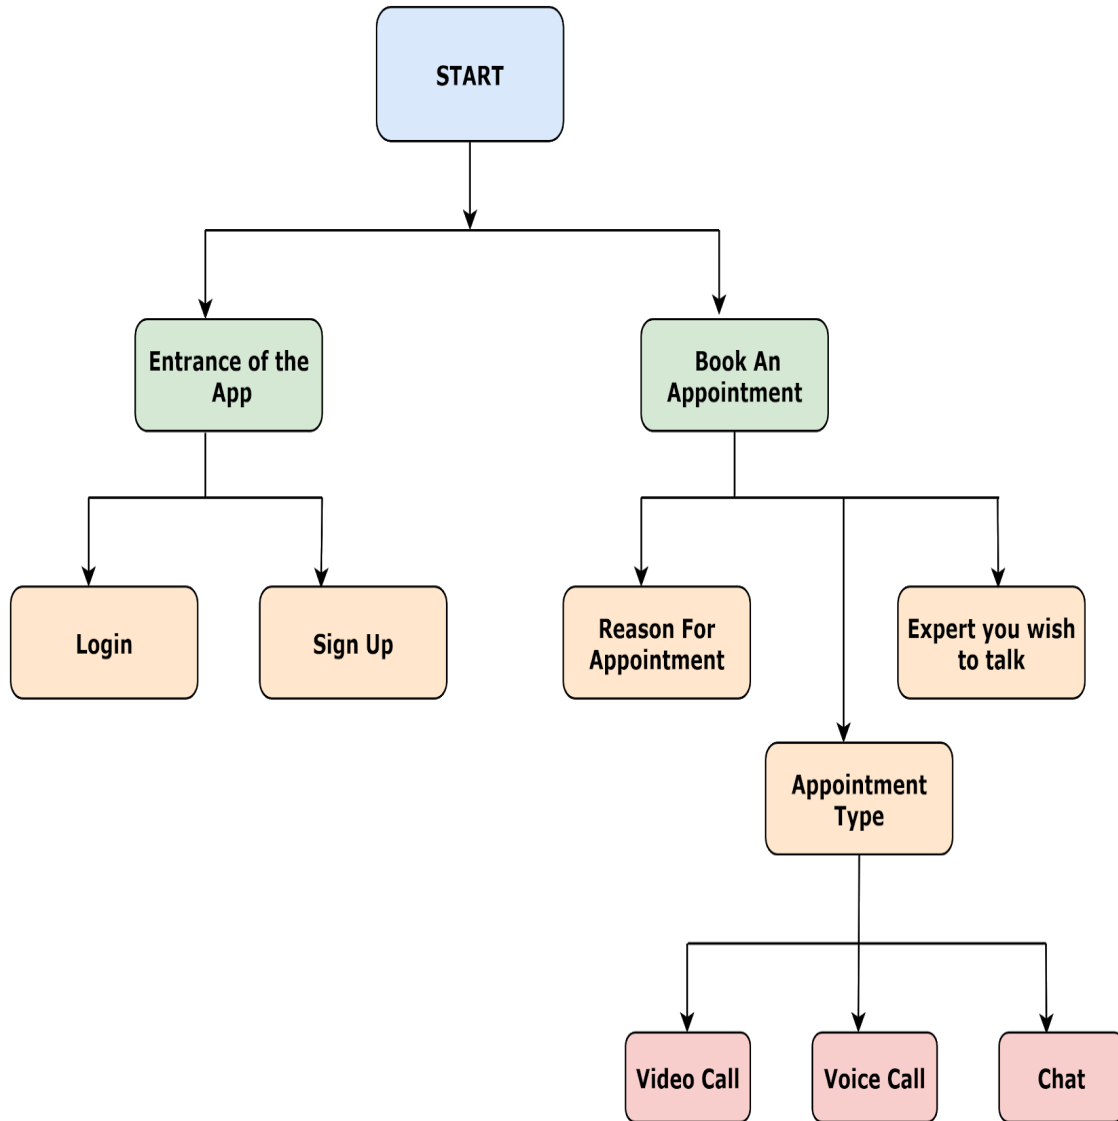 START
Entrance of the
App
Book An
Appointment
Login
Sign Up
Reason For
Appointment
Expert you wish
to talk
Appointment
Type
Video Call
Voice Call
Chat